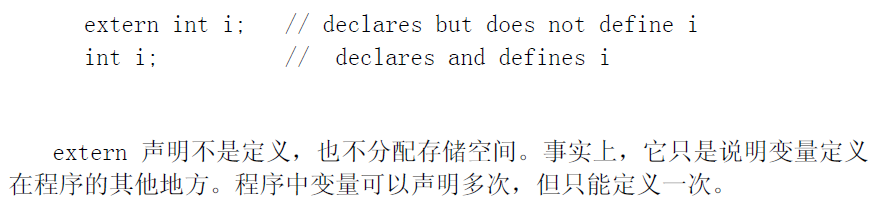 extern int i;   // declares but does not define i
int i;          //  declares and defines i
extern 声明不是定义，也不分配存储空间。事实上，它只是说明变量定义
在程序的其他地方。程序中变量可以声明多次，但只能定义一次。